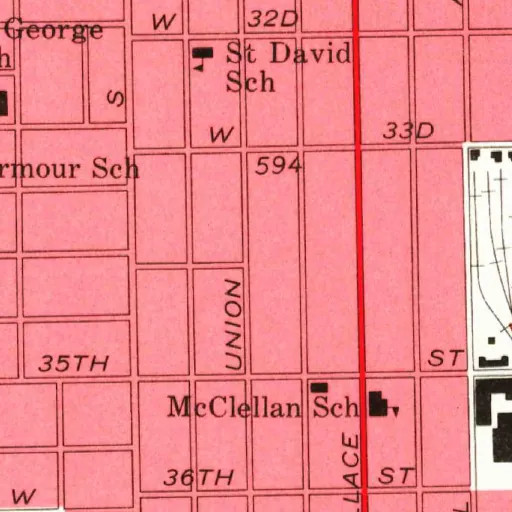 W 32D
George
St David
Sch
S
W 33D
rmour Sch
594
UNION
35TH ST
McClellan Sch
LACE
36TH ST
W